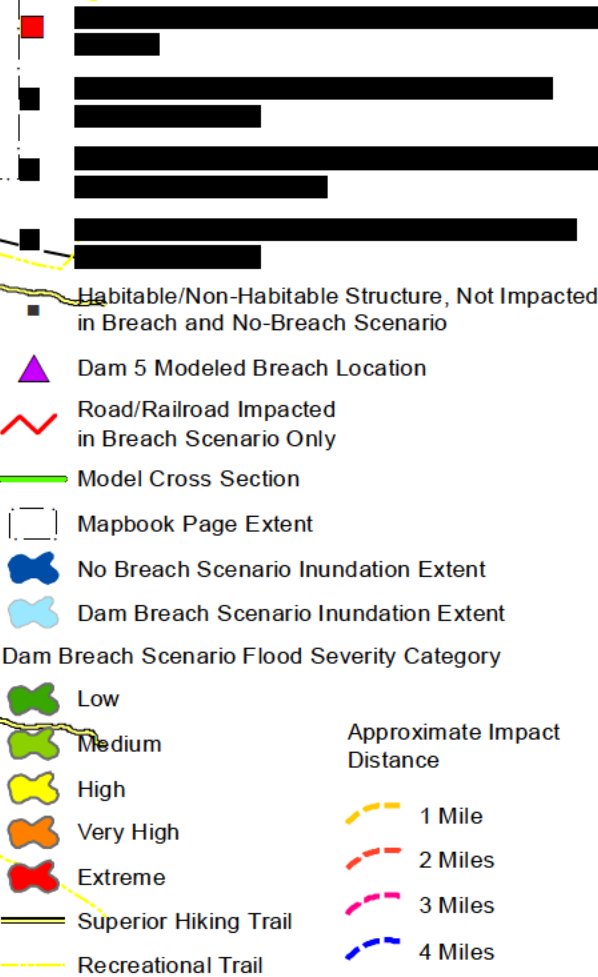 Habitable/Non-Habitable Structure, Not Impacted
in Breach and No-Breach Scenario
Dam 5 Modeled Breach Location
Road/Railroad Impacted
in Breach Scenario Only
Model Cross Section
Mapbook Page Extent
No Breach Scenario Inundation Extent
Dam Breach Scenario Inundation Extent
Dam Breach Scenario Flood Severity Category
Low
Medium
High
Very High
Extreme
Superior Hiking Trail
Recreational Trail
Approximate Impact
Distance
1 Mile
2 Miles
3 Miles
4 Miles